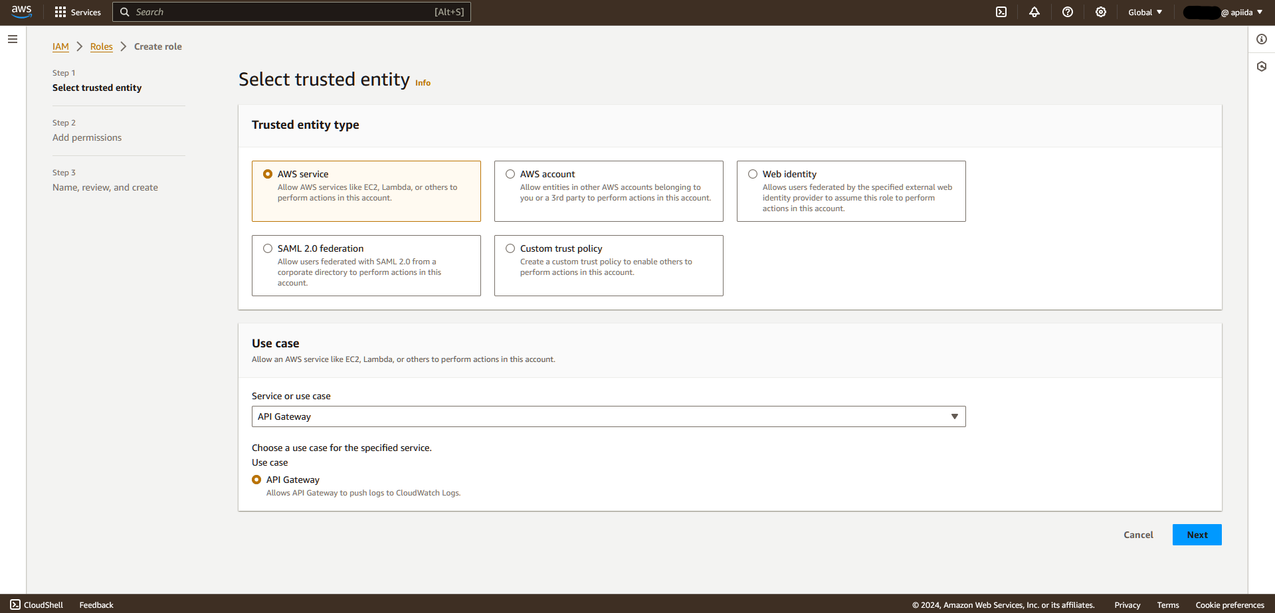 aws
Services
Search
[Alt+S]
Global
@ apiida
IAM
Roles
Create role
Step 1
Select trusted entity
Step 2
Add permissions
Step 3
Name, review, and create
Select trusted entity Info
Trusted entity type
AWS service
Allow AWS services like EC2, Lambda, or others to
perform actions in this account.
AWS account
Allow entities in other AWS accounts belonging to
you or a 3rd party to perform actions in this account.
Web identity
Allows users federated by the specified external web
identity provider to assume this role to perform
actions in this account.
SAML 2.0 federation
Allow users federated with SAML 2.0 from a
corporate directory to perform actions in this
account.
Custom trust policy
Create a custom trust policy to enable others to
perform actions in this account.
Use case
Allow an AWS service like EC2, Lambda, or others to perform actions in this account.
Service or use case
API Gateway
Choose a use case for the specified service.
Use case
API Gateway
Allows API Gateway to push logs to CloudWatch Logs.
Cancel
Next
CloudShell
Feedback
© 2024, Amazon Web Services, Inc. or its affiliates.
Privacy
Terms
Cookie preferences